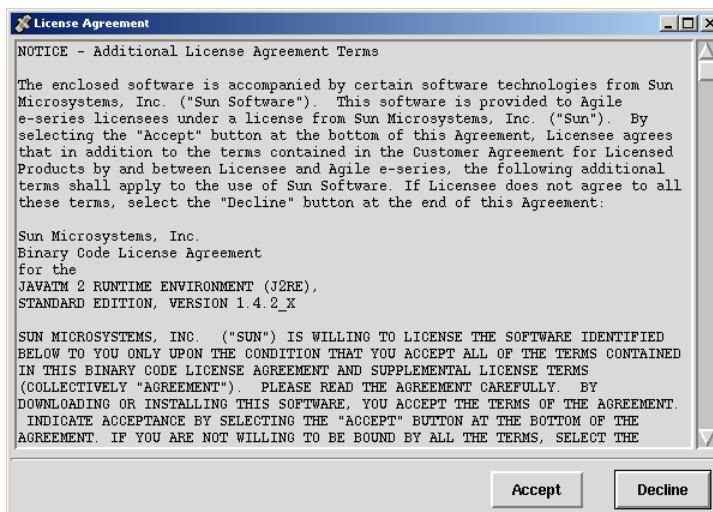 License Agreement
NOTICE - Additional License Agreement Terms
The enclosed software is accompanied by certain software technologies from Sun
Microsystems, Inc. ("Sun Software").  This software is provided to Agile
e-series licensees under a license from Sun Microsystems, Inc. ("Sun").  By
selecting the "Accept" button at the bottom of this Agreement, Licensee agrees
that in addition to the terms contained in the Customer Agreement for Licensed
Products by and between Licensee and Agile e-series, the following additional
terms shall apply to the use of Sun Software. If Licensee does not agree to all
these terms, select the "Decline" button at the end of this Agreement:
Sun Microsystems, Inc.
Binary Code License Agreement
for the
JAVATM 2 RUNTIME ENVIRONMENT (J2RE),
STANDARD EDITION, VERSION 1.4.2_X
SUN MICROSYSTEMS, INC.  ("SUN") IS WILLING TO LICENSE THE SOFTWARE IDENTIFIED
BELOW TO YOU ONLY UPON THE CONDITION THAT YOU ACCEPT ALL OF THE TERMS CONTAINED
IN THIS BINARY CODE LICENSE AGREEMENT AND SUPPLEMENTAL LICENSE TERMS
(COLLECTIVELY "AGREEMENT").  PLEASE READ THE AGREEMENT CAREFULLY.  BY
DOWNLOADING OR INSTALLING THIS SOFTWARE, YOU ACCEPT THE TERMS OF THE AGREEMENT.
INDICATE ACCEPTANCE BY SELECTING THE "ACCEPT" BUTTON AT THE BOTTOM OF THE
AGREEMENT. IF YOU ARE NOT WILLING TO BE BOUND BY ALL THE TERMS, SELECT THE
Accept Decline